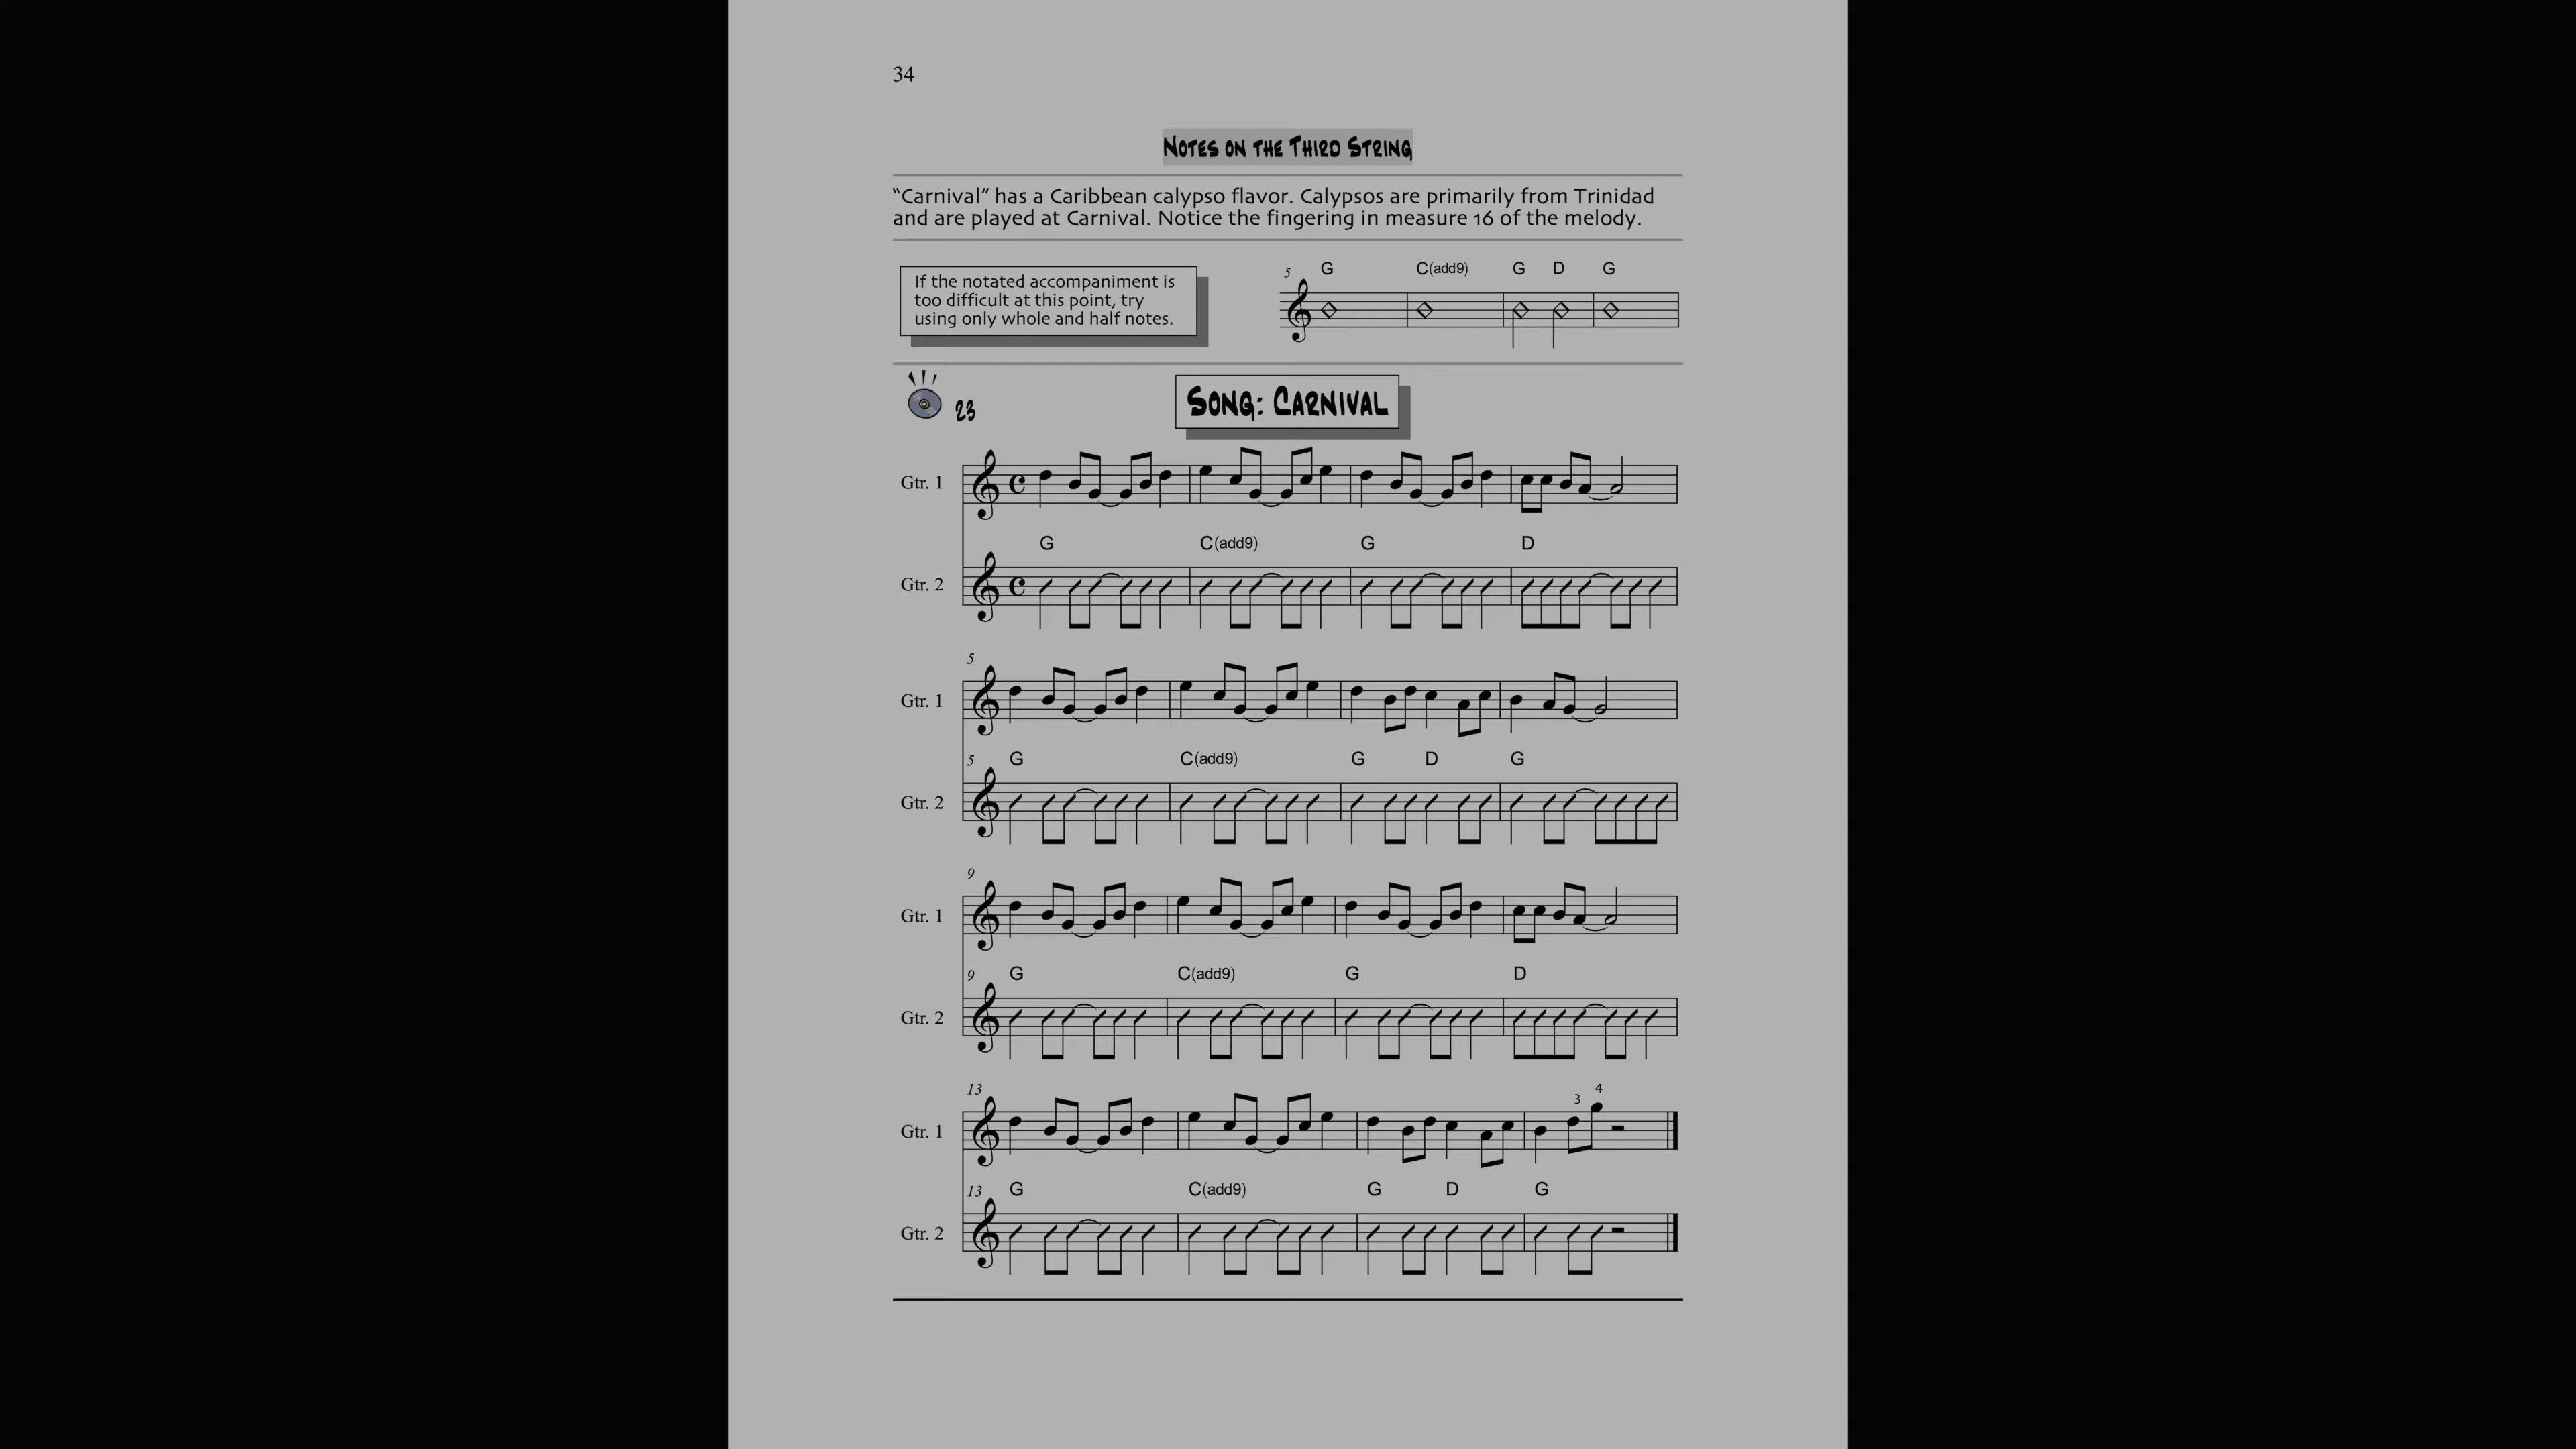 34
Notes on the Third String
“Carnival” has a Caribbean calypso flavor. Calypsos are primarily from Trinidad
and are played at Carnival. Notice the fingering in measure 16 of the melody.
If the notated accompaniment is
too difficult at this point, try
using only whole and half notes.
5 G C(add9) G D G
23
Song: Carnival
Gtr. 1
G C(add9) G D
Gtr. 2
5
Gtr. 1
5 G C(add9) G D G
Gtr. 2
9
Gtr. 1
9 G C(add9) G D
Gtr. 2
13 3 4
Gtr. 1
13 G C(add9) G D G
Gtr. 2